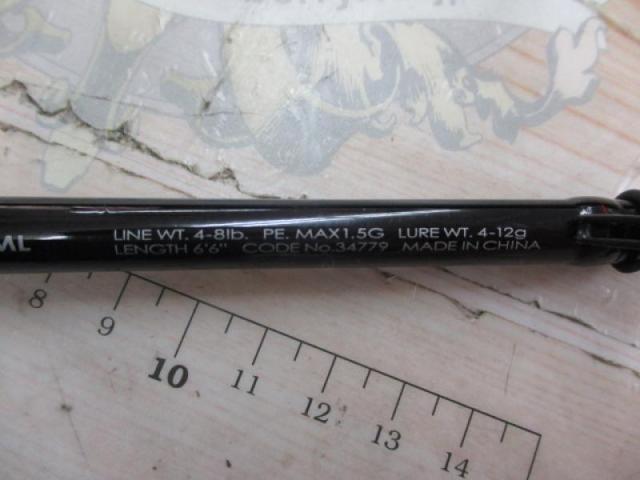 ML
LINE WT. 4-8lb. PE. MAX1.5G LURE WT. 4-12g
LENGTH 6'6" CODE No.34779 MADE IN CHINA
8 9 10 11 12 13 14